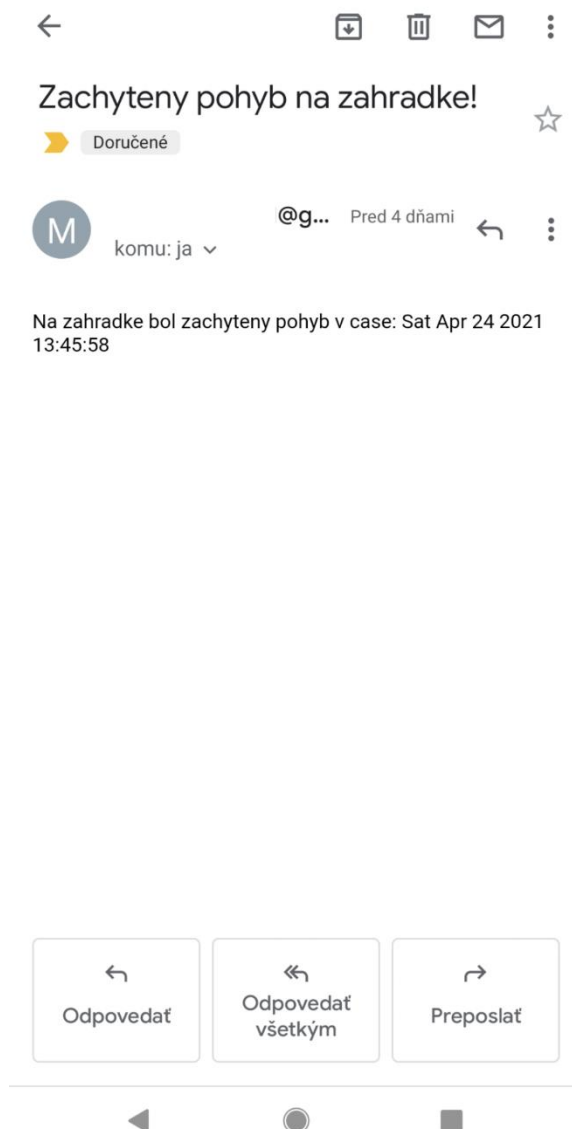 Zachyteny pohyb na zahradke!
Doručené
M
@g... Pred 4 dňami
komu: ja
Na zahradke bol zachyteny pohyb v case: Sat Apr 24 2021
13:45:58
Odpovedať
Odpovedať
všetkým
Preposlať